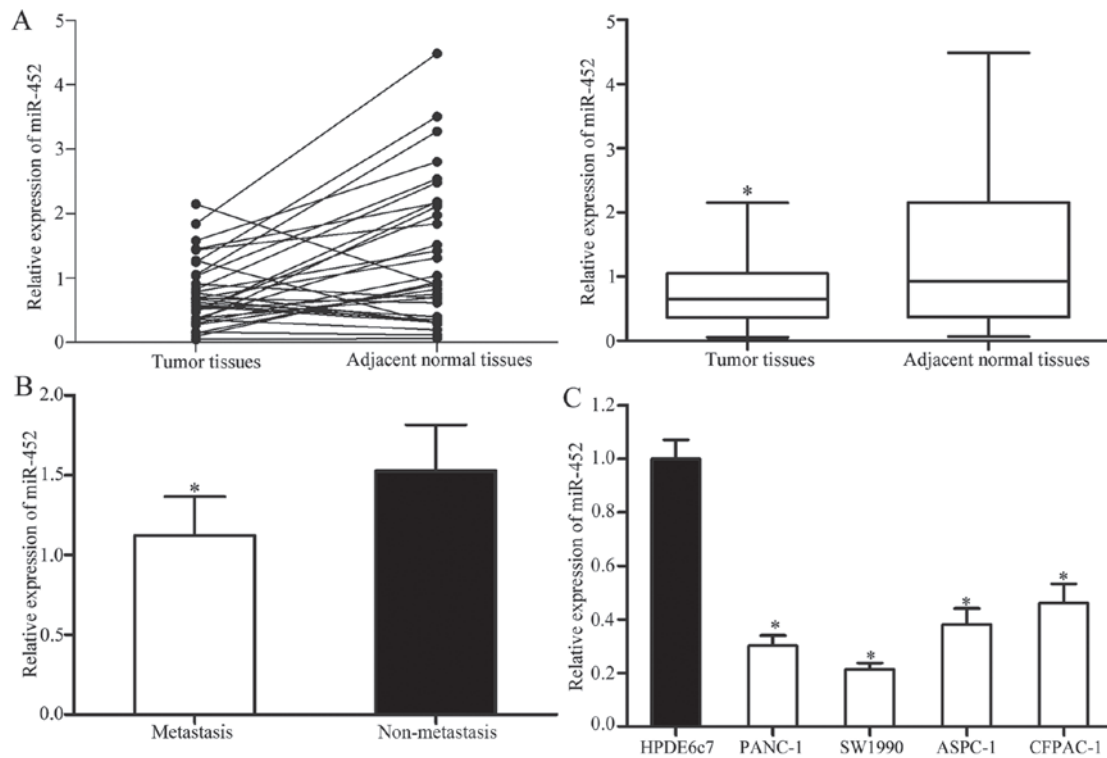 A
Relative expression of miR-452
5
4
3
2
1
0
Tumor tissues
Adjacent normal tissues
Relative expression of miR-452
5
4
3
2
1
0
*
Tumor tissues
Adjacent normal tissues
B
Relative expression of miR-452
2.0
1.5
1.0
0.5
0.0
*
Metastasis
Non-metastasis
C
Relative expression of miR-452
1.2
1.0
0.8
0.6
0.4
0.2
0.0
*
*
*
*
HPDE6c7
PANC-1
SW1990
ASPC-1
CFPAC-1